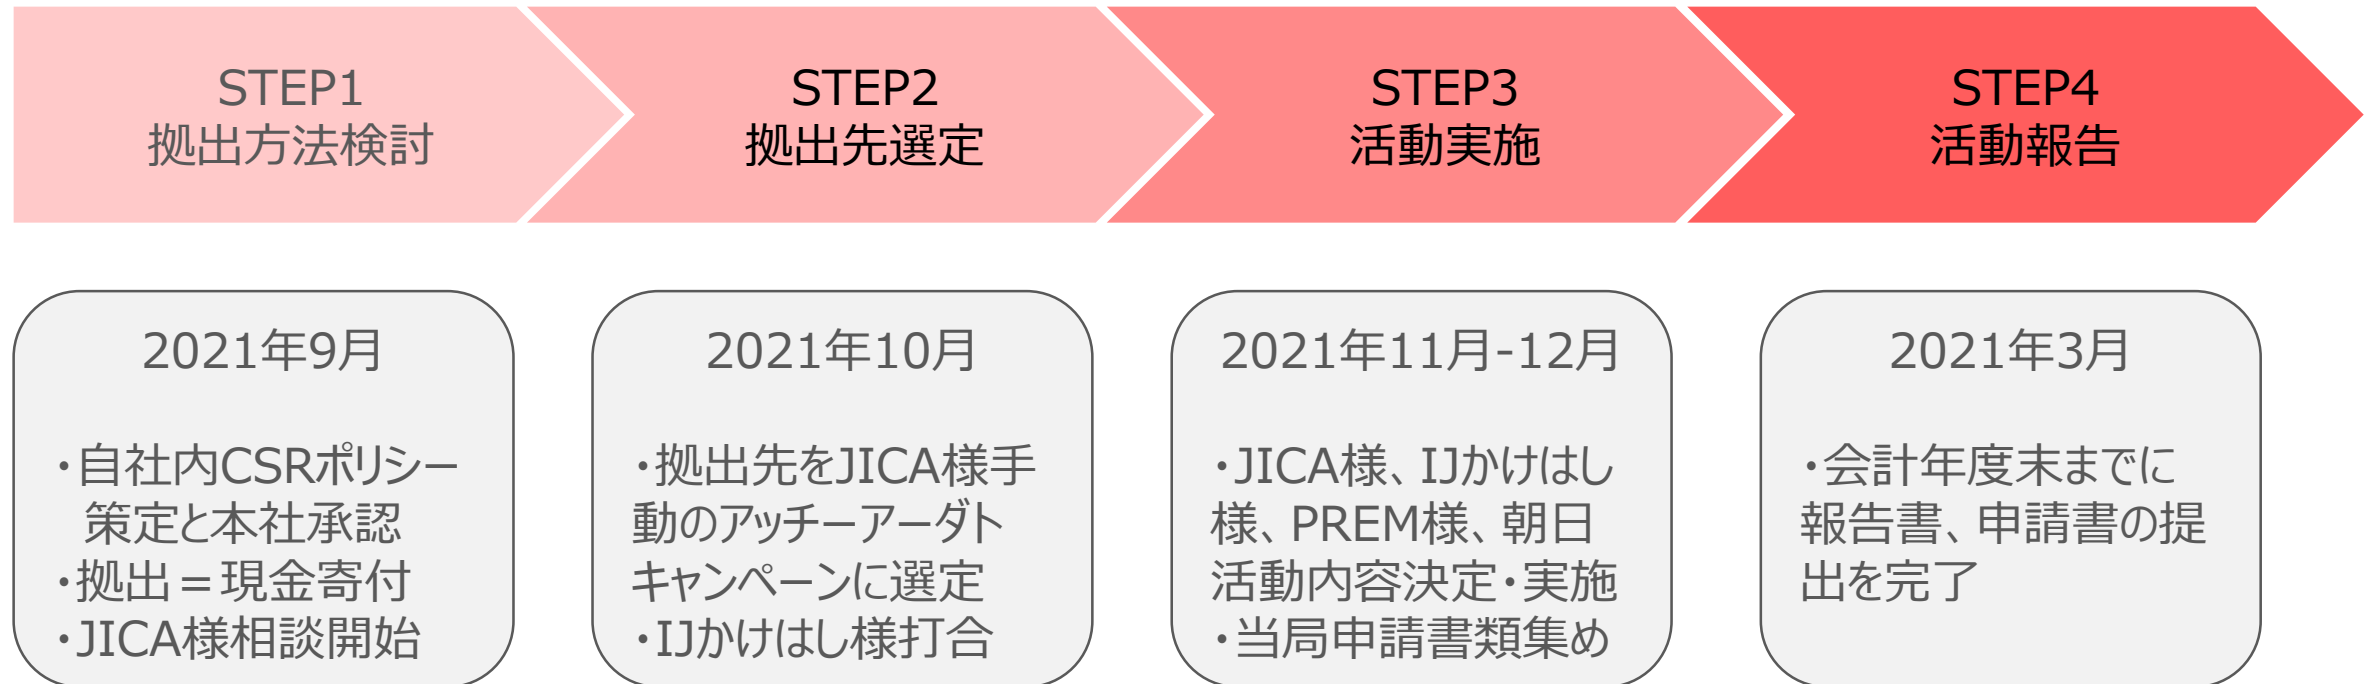 STEP1
拠出方法検討
STEP2
拠出先選定
STEP3
活動実施
STEP4
活動報告
2021年9月
・自社内CSRポリシー
策定と本社承認
・拠出＝現金寄付
・JICA様相談開始
2021年10月
・拠出先をJICA様手
動のアッチーアーダト
キャンペーンに選定
・IJかけはし様打合
2021年11月-12月
・JICA様、IJかけはし
様、PREM様、朝日
活動内容決定・実施
・当局申請書類集め
2021年3月
・会計年度末までに
報告書、申請書の提
出を完了